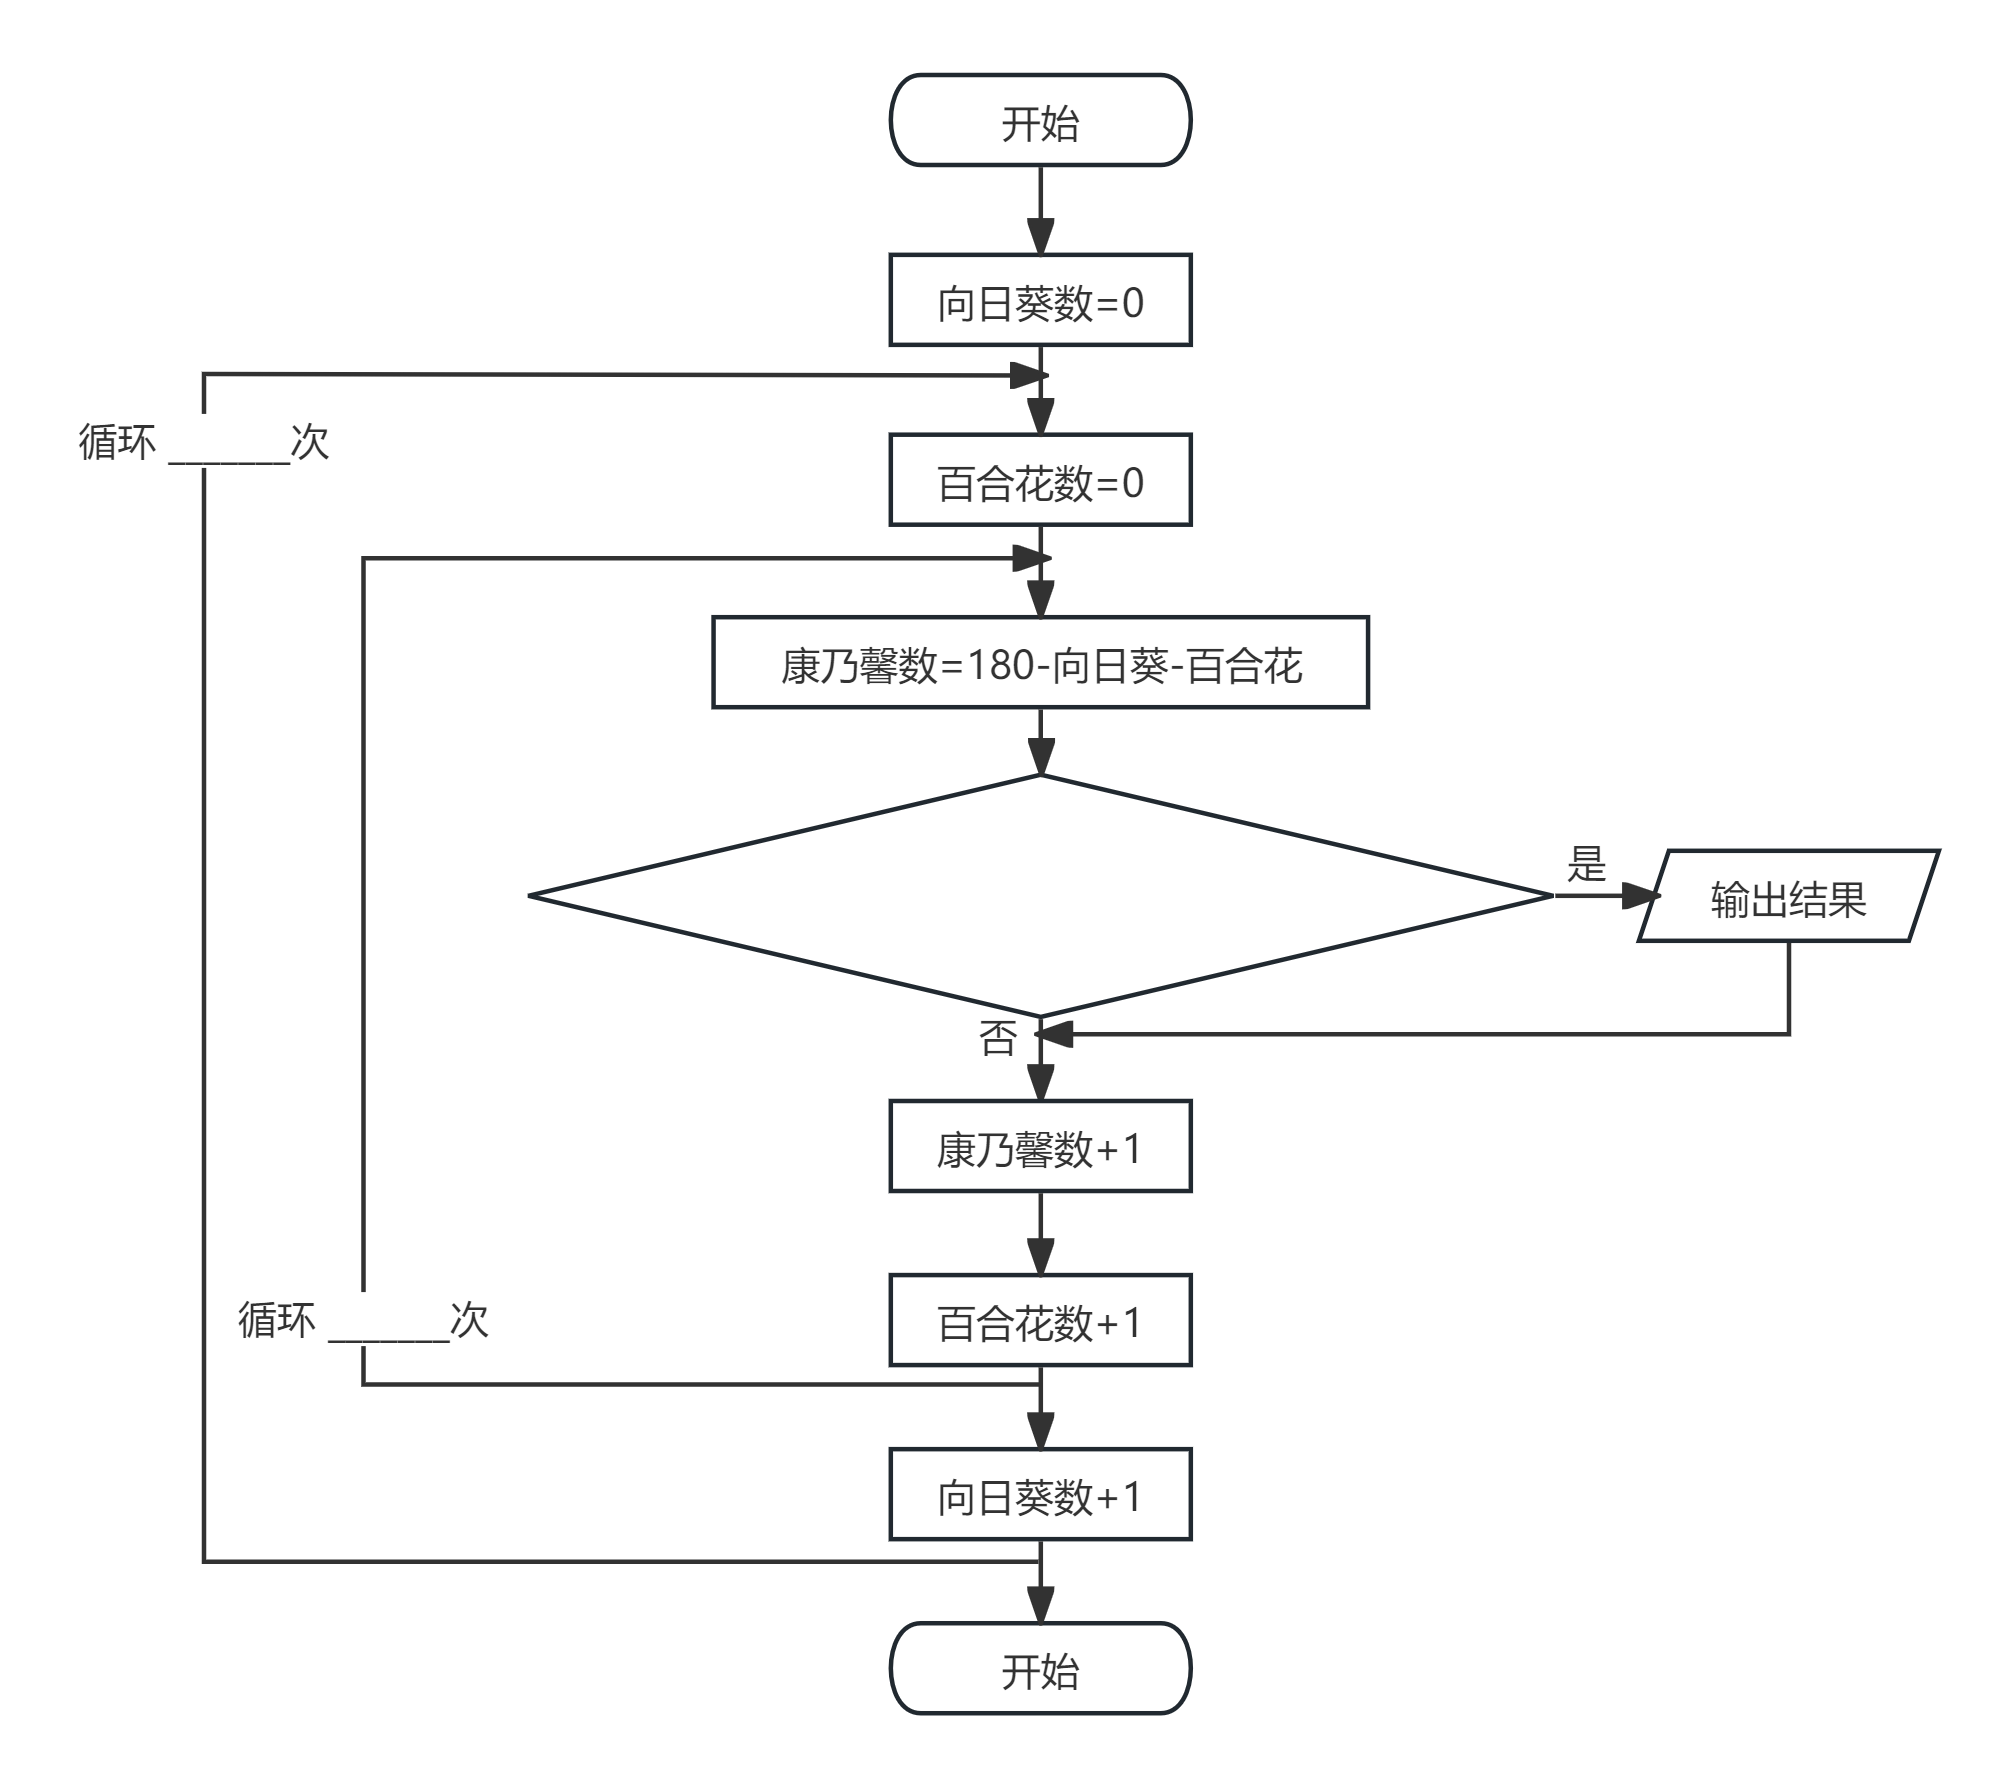 开始
向日葵数=0
循环 _______次
百合花数=0
康乃馨数=180-向日葵-百合花
是
输出结果
否
康乃馨数+1
循环 _______次
百合花数+1
向日葵数+1
开始